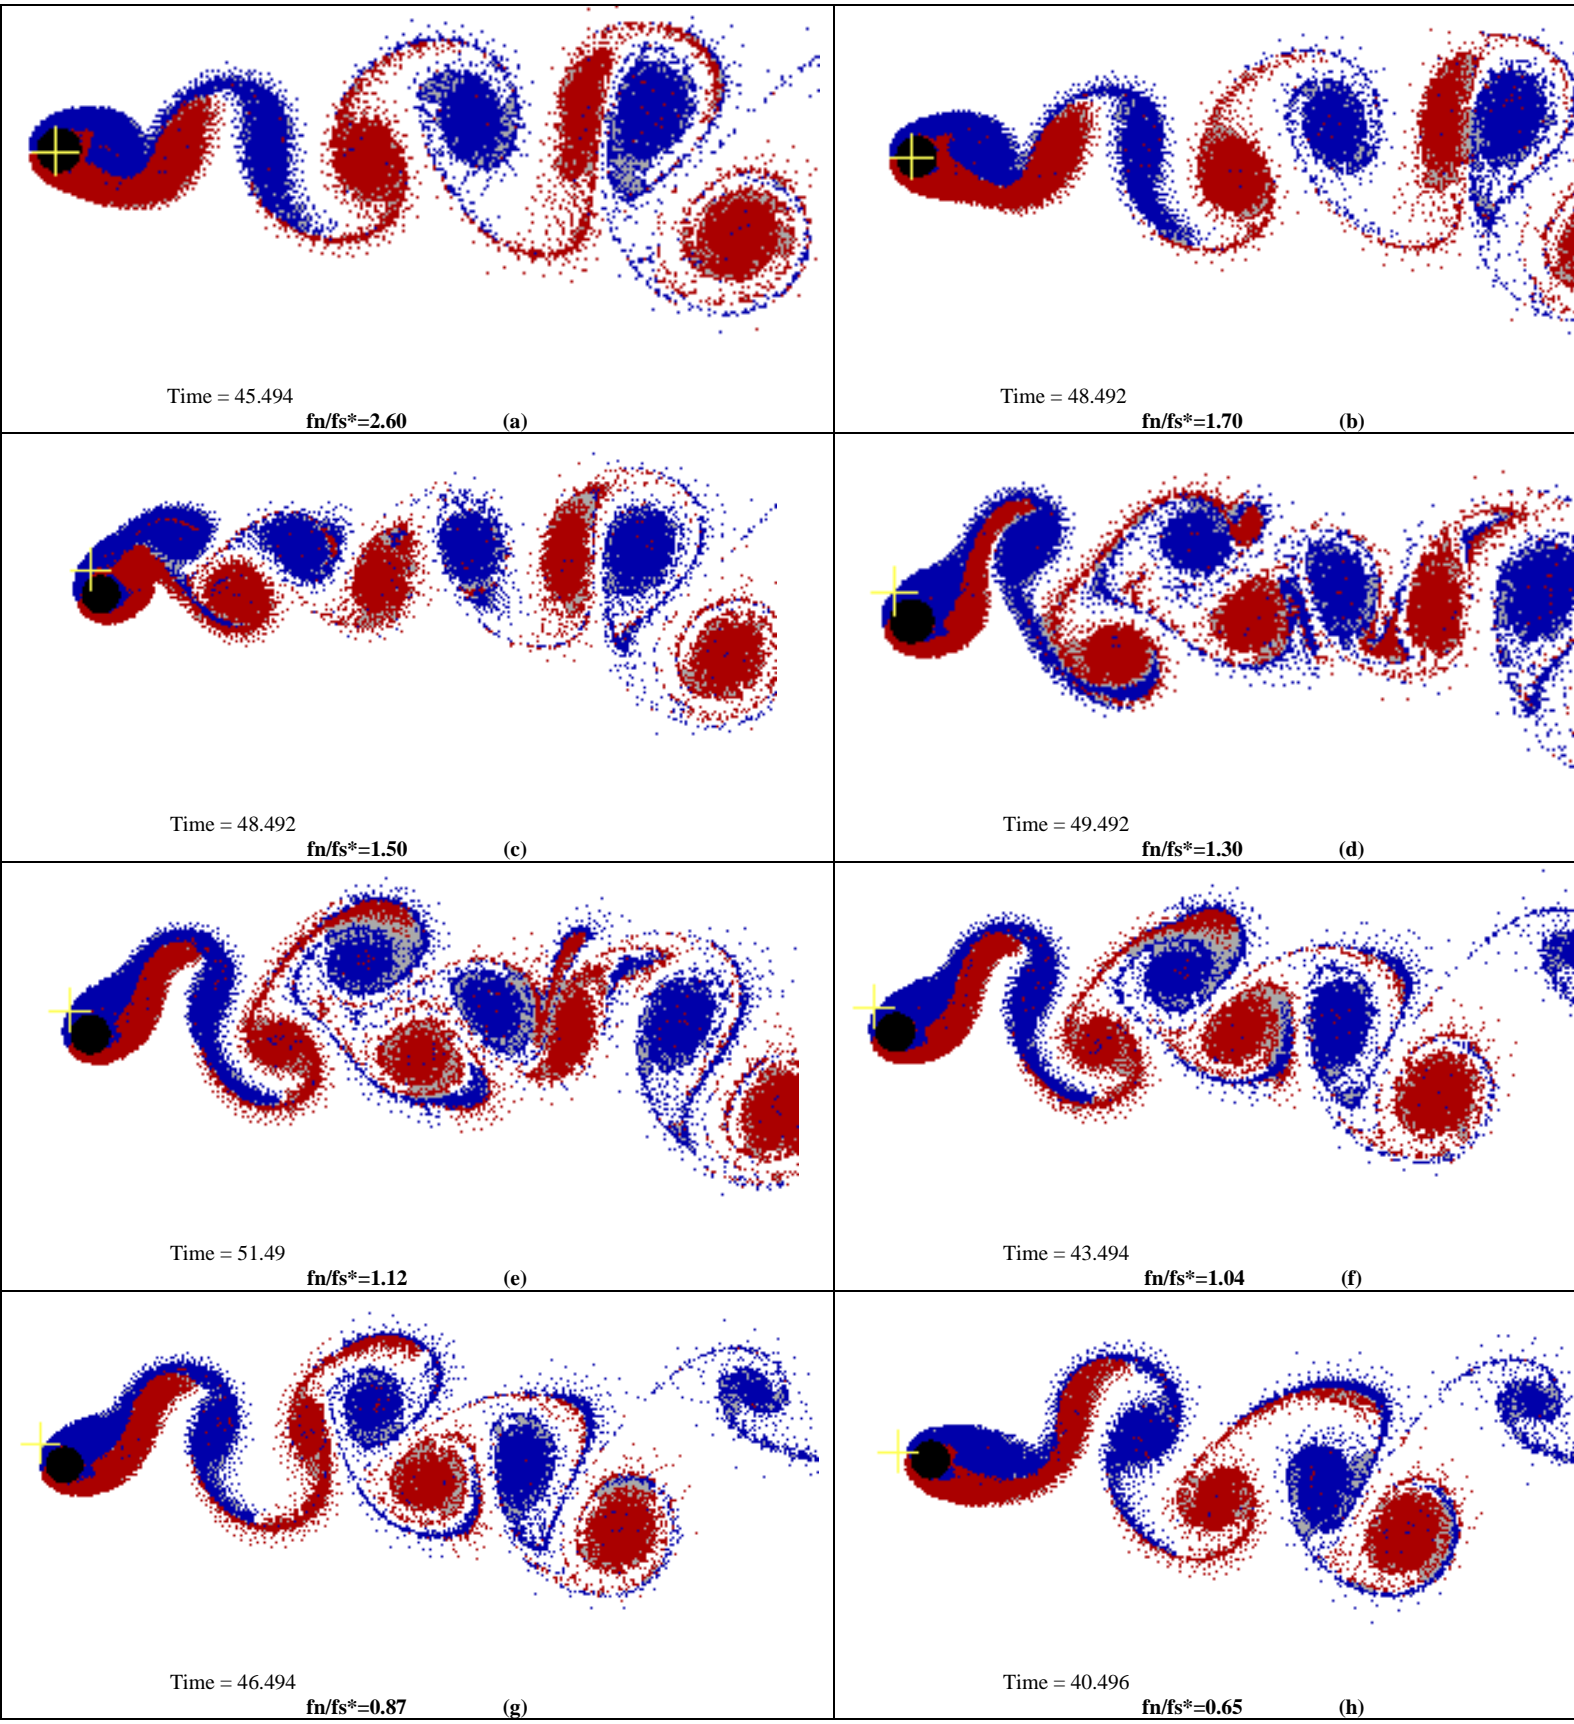 Time = 45.494
fn/fs*=2.60 (a)
Time = 48.492
fn/fs*=1.70 (b)
Time = 48.492
fn/fs*=1.50 (c)
Time = 49.492
fn/fs*=1.30 (d)
Time = 51.49
fn/fs*=1.12 (e)
Time = 43.494
fn/fs*=1.04 (f)
Time = 46.494
fn/fs*=0.87 (g)
Time = 40.496
fn/fs*=0.65 (h)